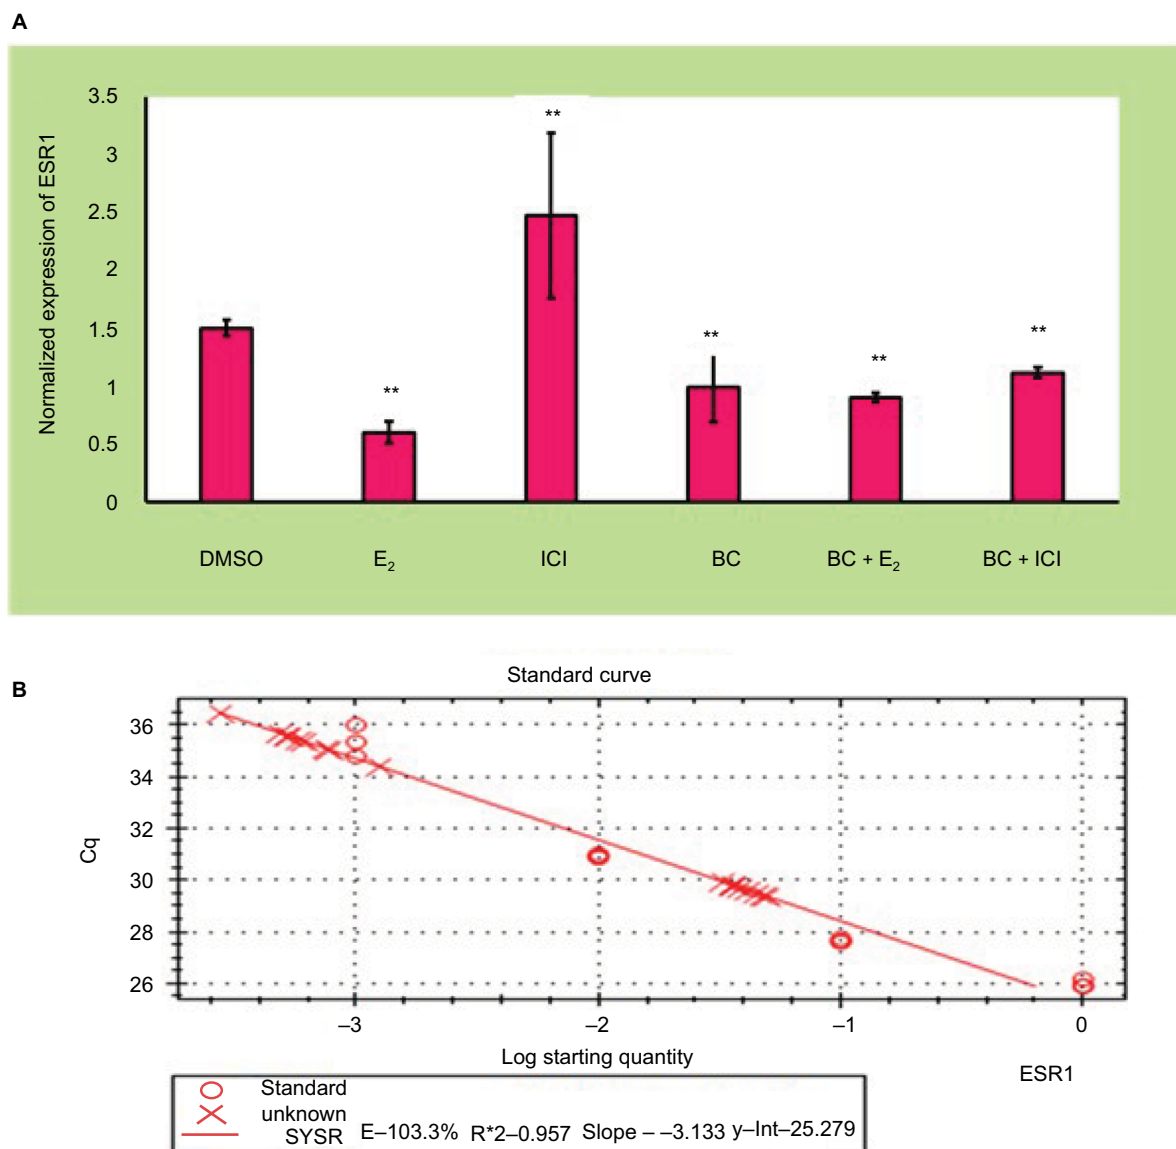 A
Normalized expression of ESR1
3.5
3
2.5
2
1.5
1
0.5
0
**
**
**
**
**
DMSO E₂ ICI BC BC + E₂ BC + ICI
B
Standard curve
Cq
36
34
32
30
28
26
–3 –2 –1 0
Log starting quantity
ESR1
Standard
unknown
SYSR E–103.3% R*2–0.957 Slope – –3.133 y–Int–25.279